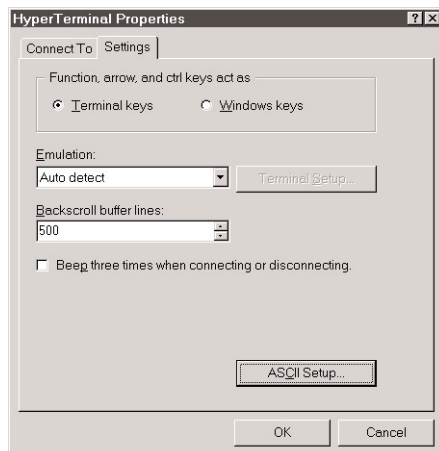 HyperTerminal Properties
Connect To Settings
Function, arrow, and ctrl keys act as
Terminal keys Windows keys
Emulation:
Auto detect Terminal Setup...
Backscroll buffer lines:
500
Beep three times when connecting or disconnecting.
ASCII Setup...
OK Cancel